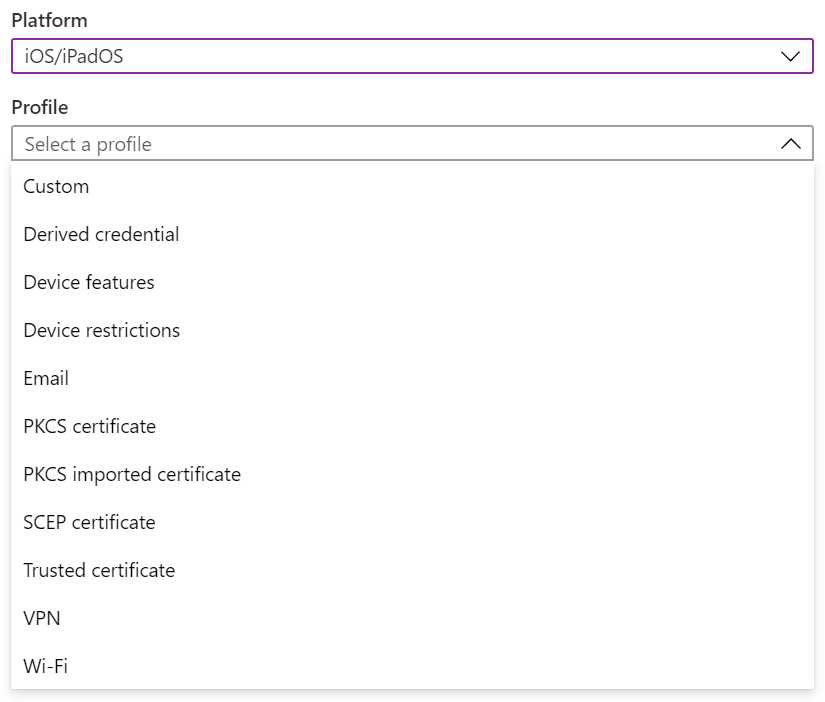 Platform
iOS/iPadOS
Profile
Select a profile
Custom
Derived credential
Device features
Device restrictions
Email
PKCS certificate
PKCS imported certificate
SCEP certificate
Trusted certificate
VPN
Wi-Fi